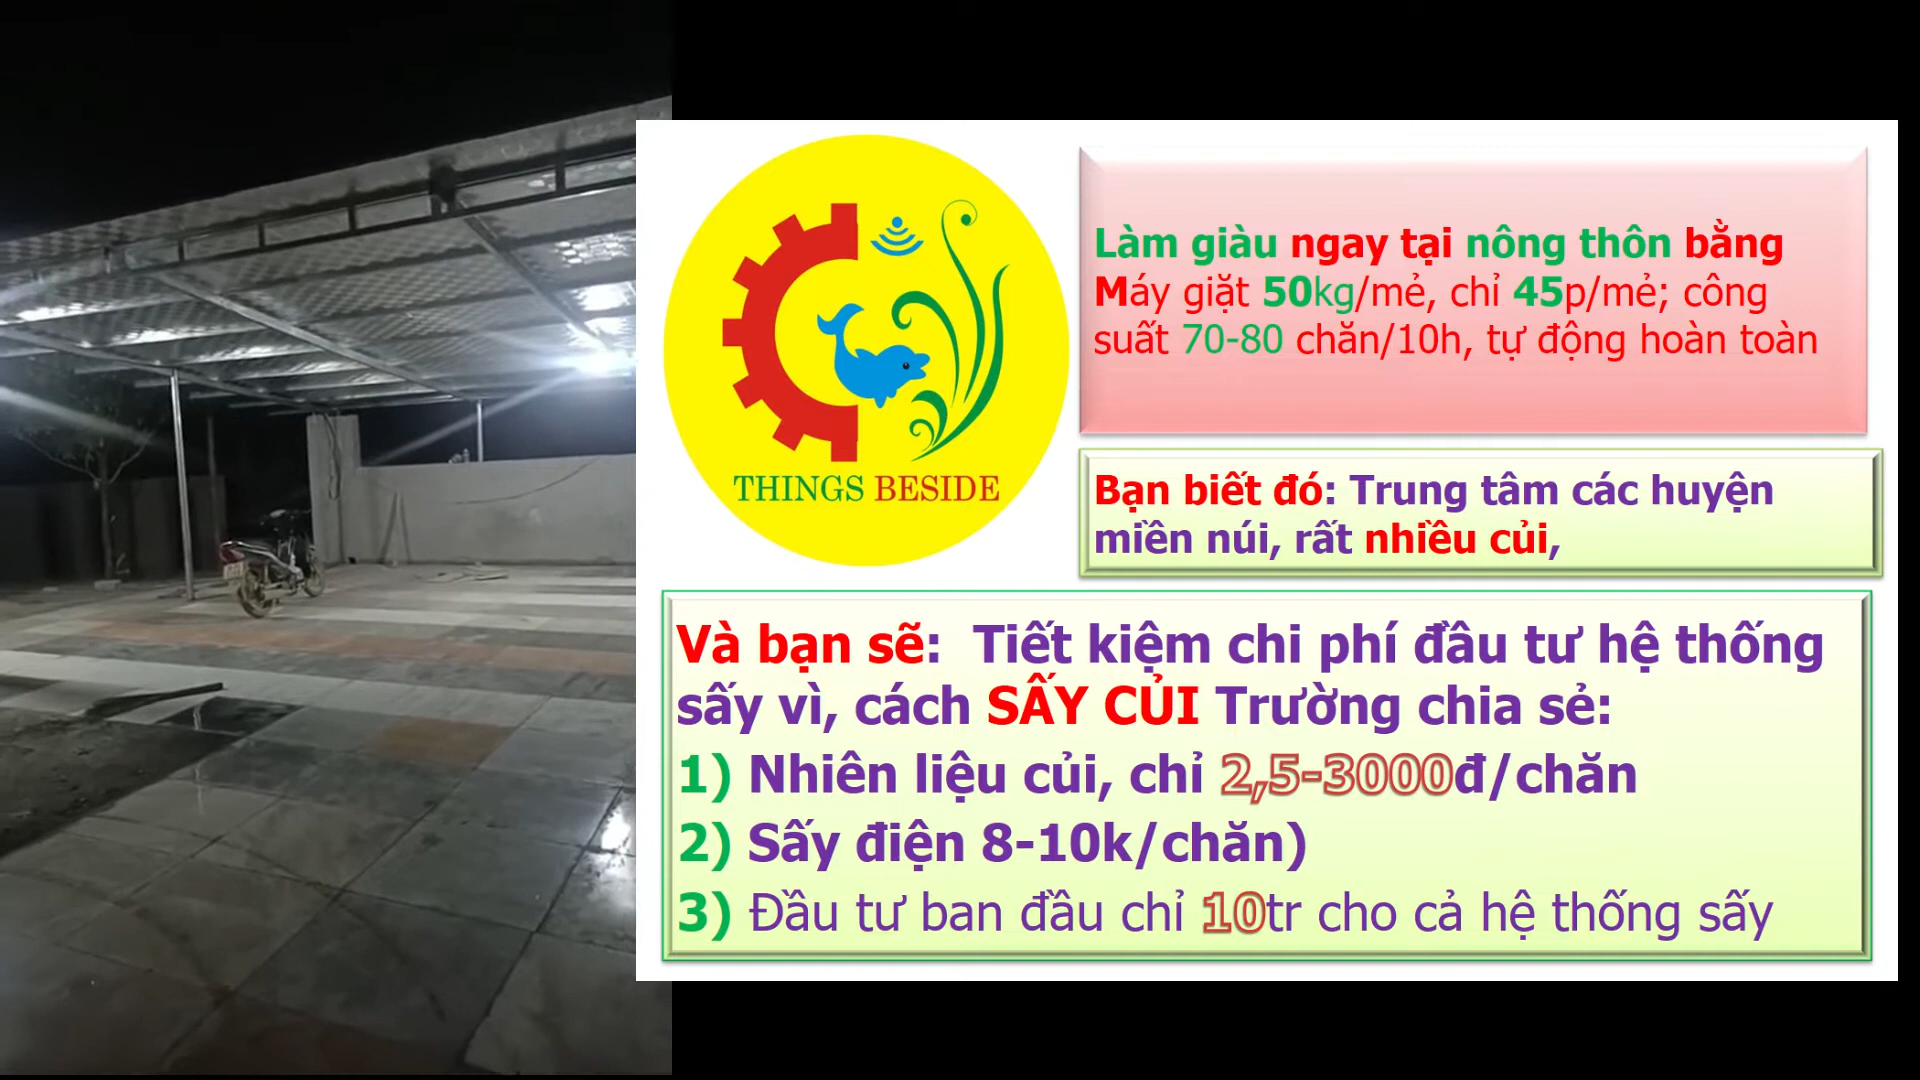 THINGS BESIDE
Làm giàu ngay tại nông thôn bằng
Máy giặt 50kg/mẻ, chỉ 45p/mẻ; công
suất 70-80 chăn/10h, tự động hoàn toàn
Bạn biết đó: Trung tâm các huyện
miền núi, rất nhiều củi,
Và bạn sẽ: Tiết kiệm chi phí đầu tư hệ thống
sấy vì, cách SẤY CỦI Trường chia sẻ:
1) Nhiên liệu củi, chỉ 2,5-3000đ/chăn
2) Sấy điện 8-10k/chăn)
3) Đầu tư ban đầu chỉ 10tr cho cả hệ thống sấy